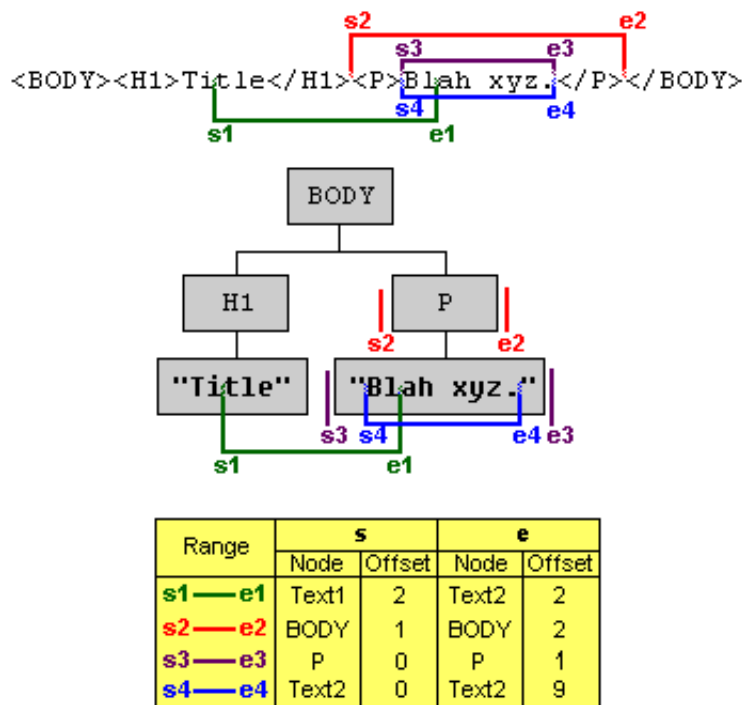 s2 e2
s3 e3
<BODY><H1>Title</H1><P>Blah xyz.</P></BODY>
s4 e4
s1 e1
BODY
H1 P
s2 e2
"Title" "Blah xyz."
s3 s4 e4 e3
s1 e1
Range s e
Node Offset Node Offset
s1 e1 Text1 2 Text2 2
s2 e2 BODY 1 BODY 2
s3 e3 P 0 P 1
s4 e4 Text2 0 Text2 9